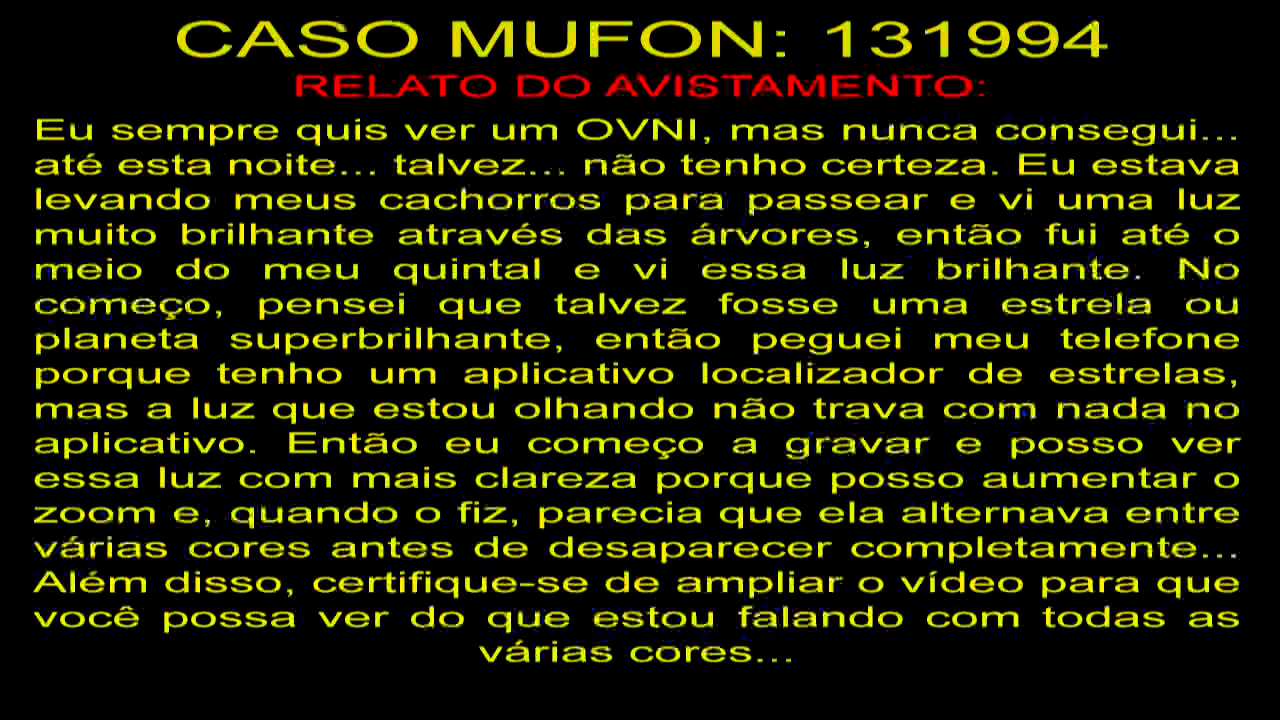 CASO MUFON: 131994
RELATO DO AVISTAMENTO:
Eu sempre quis ver um OVNI, mas nunca consegui...
até esta noite... talvez... não tenho certeza. Eu estava
levando meus cachorros para passear e vi uma luz
muito brilhante através das árvores, então fui até o
meio do meu quintal e vi essa luz brilhante. No
começo, pensei que talvez fosse uma estrela ou
planeta superbrilhante, então peguei meu telefone
porque tenho um aplicativo localizador de estrelas,
mas a luz que estou olhando não trava com nada no
aplicativo. Então eu começo a gravar e posso ver
essa luz com mais clareza porque posso aumentar o
zoom e, quando o fiz, parecia que ela alternava entre
várias cores antes de desaparecer completamente...
Além disso, certifique-se de ampliar o vídeo para que
você possa ver do que estou falando com todas as
várias cores...